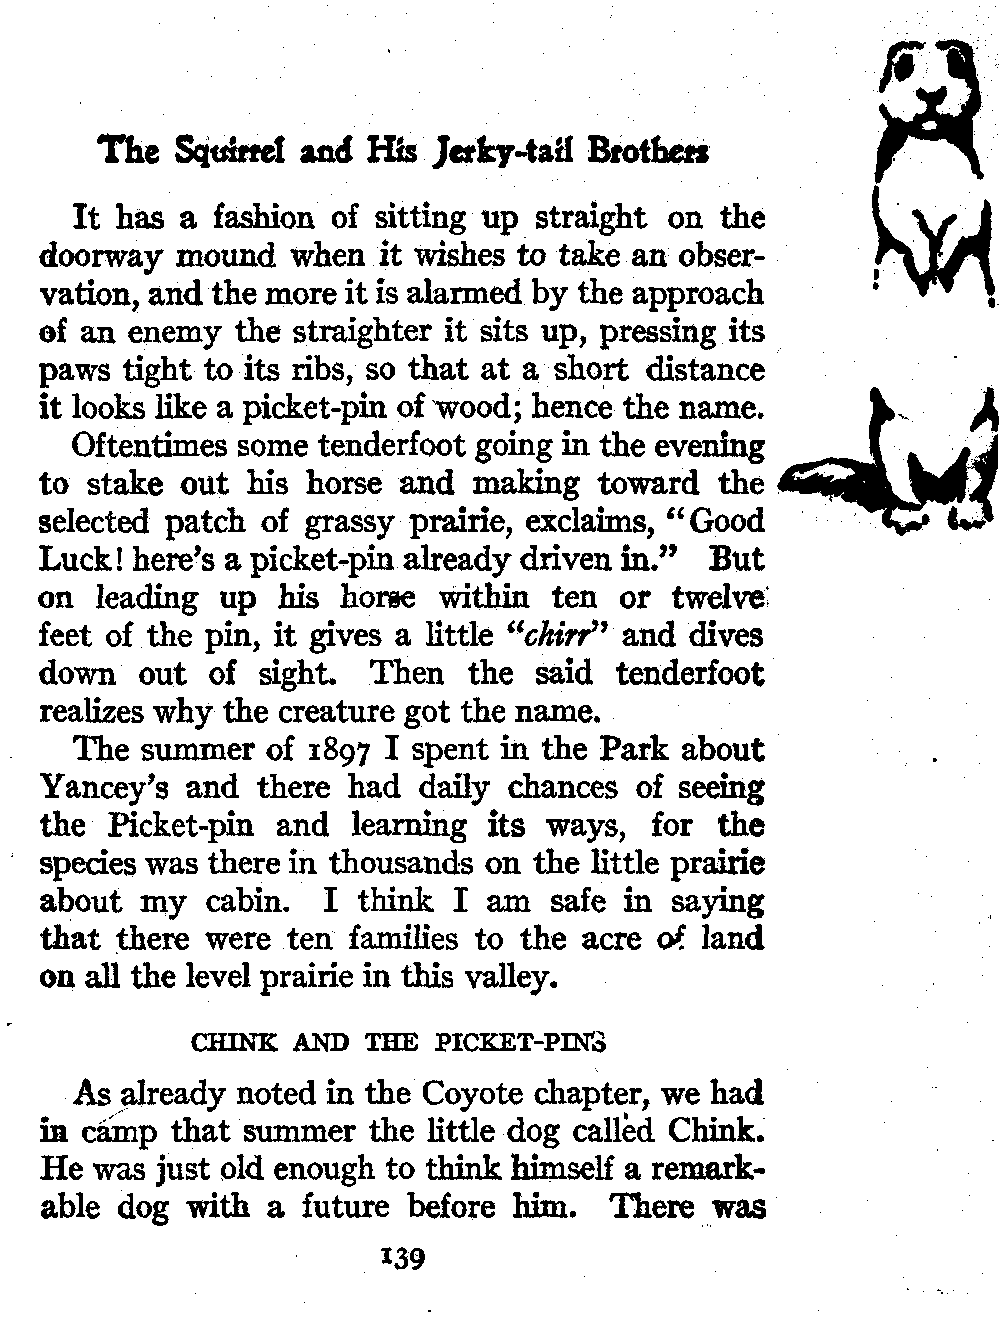 The Squirrel and His Jerky-tail Brothers
It has a fashion of sitting up straight on the
doorway mound when it wishes to take an obser-
vation, and the more it is alarmed by the approach
of an enemy the straighter it sits up, pressing its
paws tight to its ribs, so that at a short distance
it looks like a picket-pin of wood; hence the name.
Oftentimes some tenderfoot going in the evening
to stake out his horse and making toward the
selected patch of grassy prairie, exclaims, "Good
Luck! here's a picket-pin already driven in." But
on leading up his horse within ten or twelve
feet of the pin, it gives a little "chirr" and dives
down out of sight. Then the said tenderfoot
realizes why the creature got the name.
The summer of 1897 I spent in the Park about
Yancey's and there had daily chances of seeing
the Picket-pin and learning its ways, for the
species was there in thousands on the little prairie
about my cabin. I think I am safe in saying
that there were ten families to the acre of land
on all the level prairie in this valley.
CHINK AND THE PICKET-PINS
As already noted in the Coyote chapter, we had
in camp that summer the little dog called Chink.
He was just old enough to think himself a remark-
able dog with a future before him. There was
139